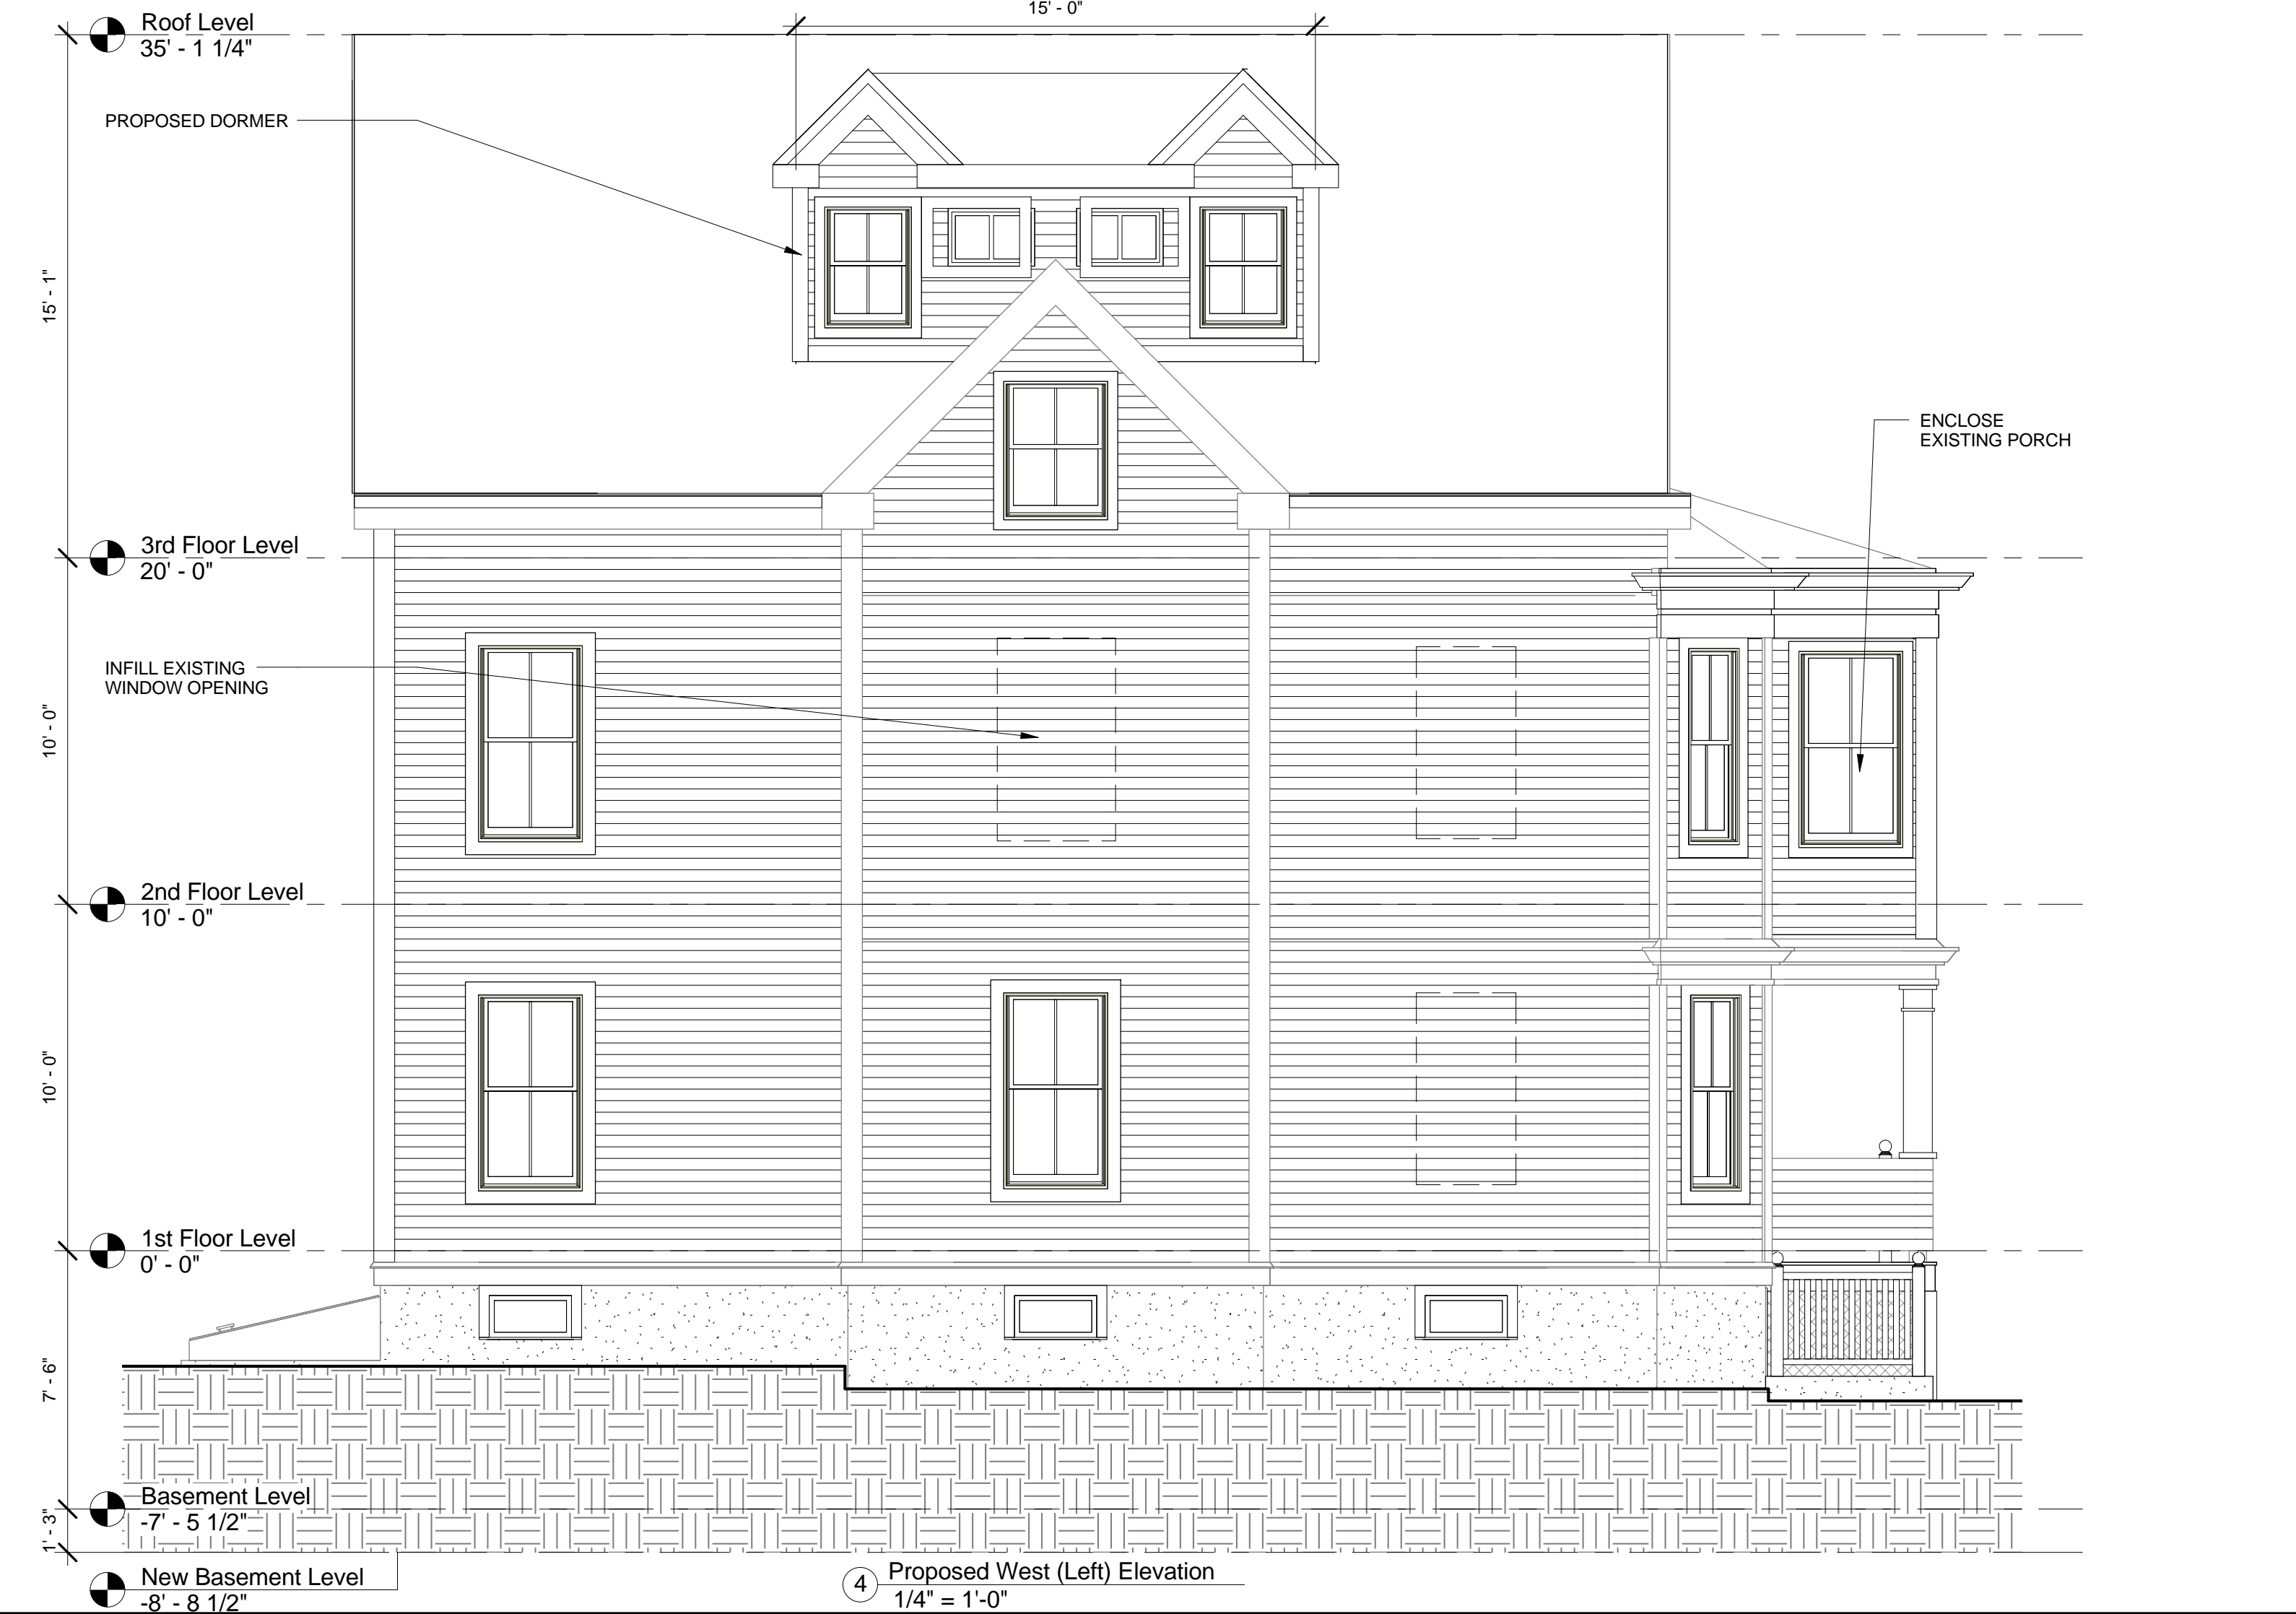 15' - 0"
Roof Level
35' - 1 1/4"
PROPOSED DORMER
15' - 1"
ENCLOSE
EXISTING PORCH
3rd Floor Level
20' - 0"
INFILL EXISTING
WINDOW OPENING
10' - 0"
2nd Floor Level
10' - 0"
10' - 0"
1st Floor Level
0' - 0"
7' - 6"
Basement Level
-7' - 5 1/2"
1' - 3"
New Basement Level
-8' - 8 1/2"
4
Proposed West (Left) Elevation
1/4" = 1'-0"